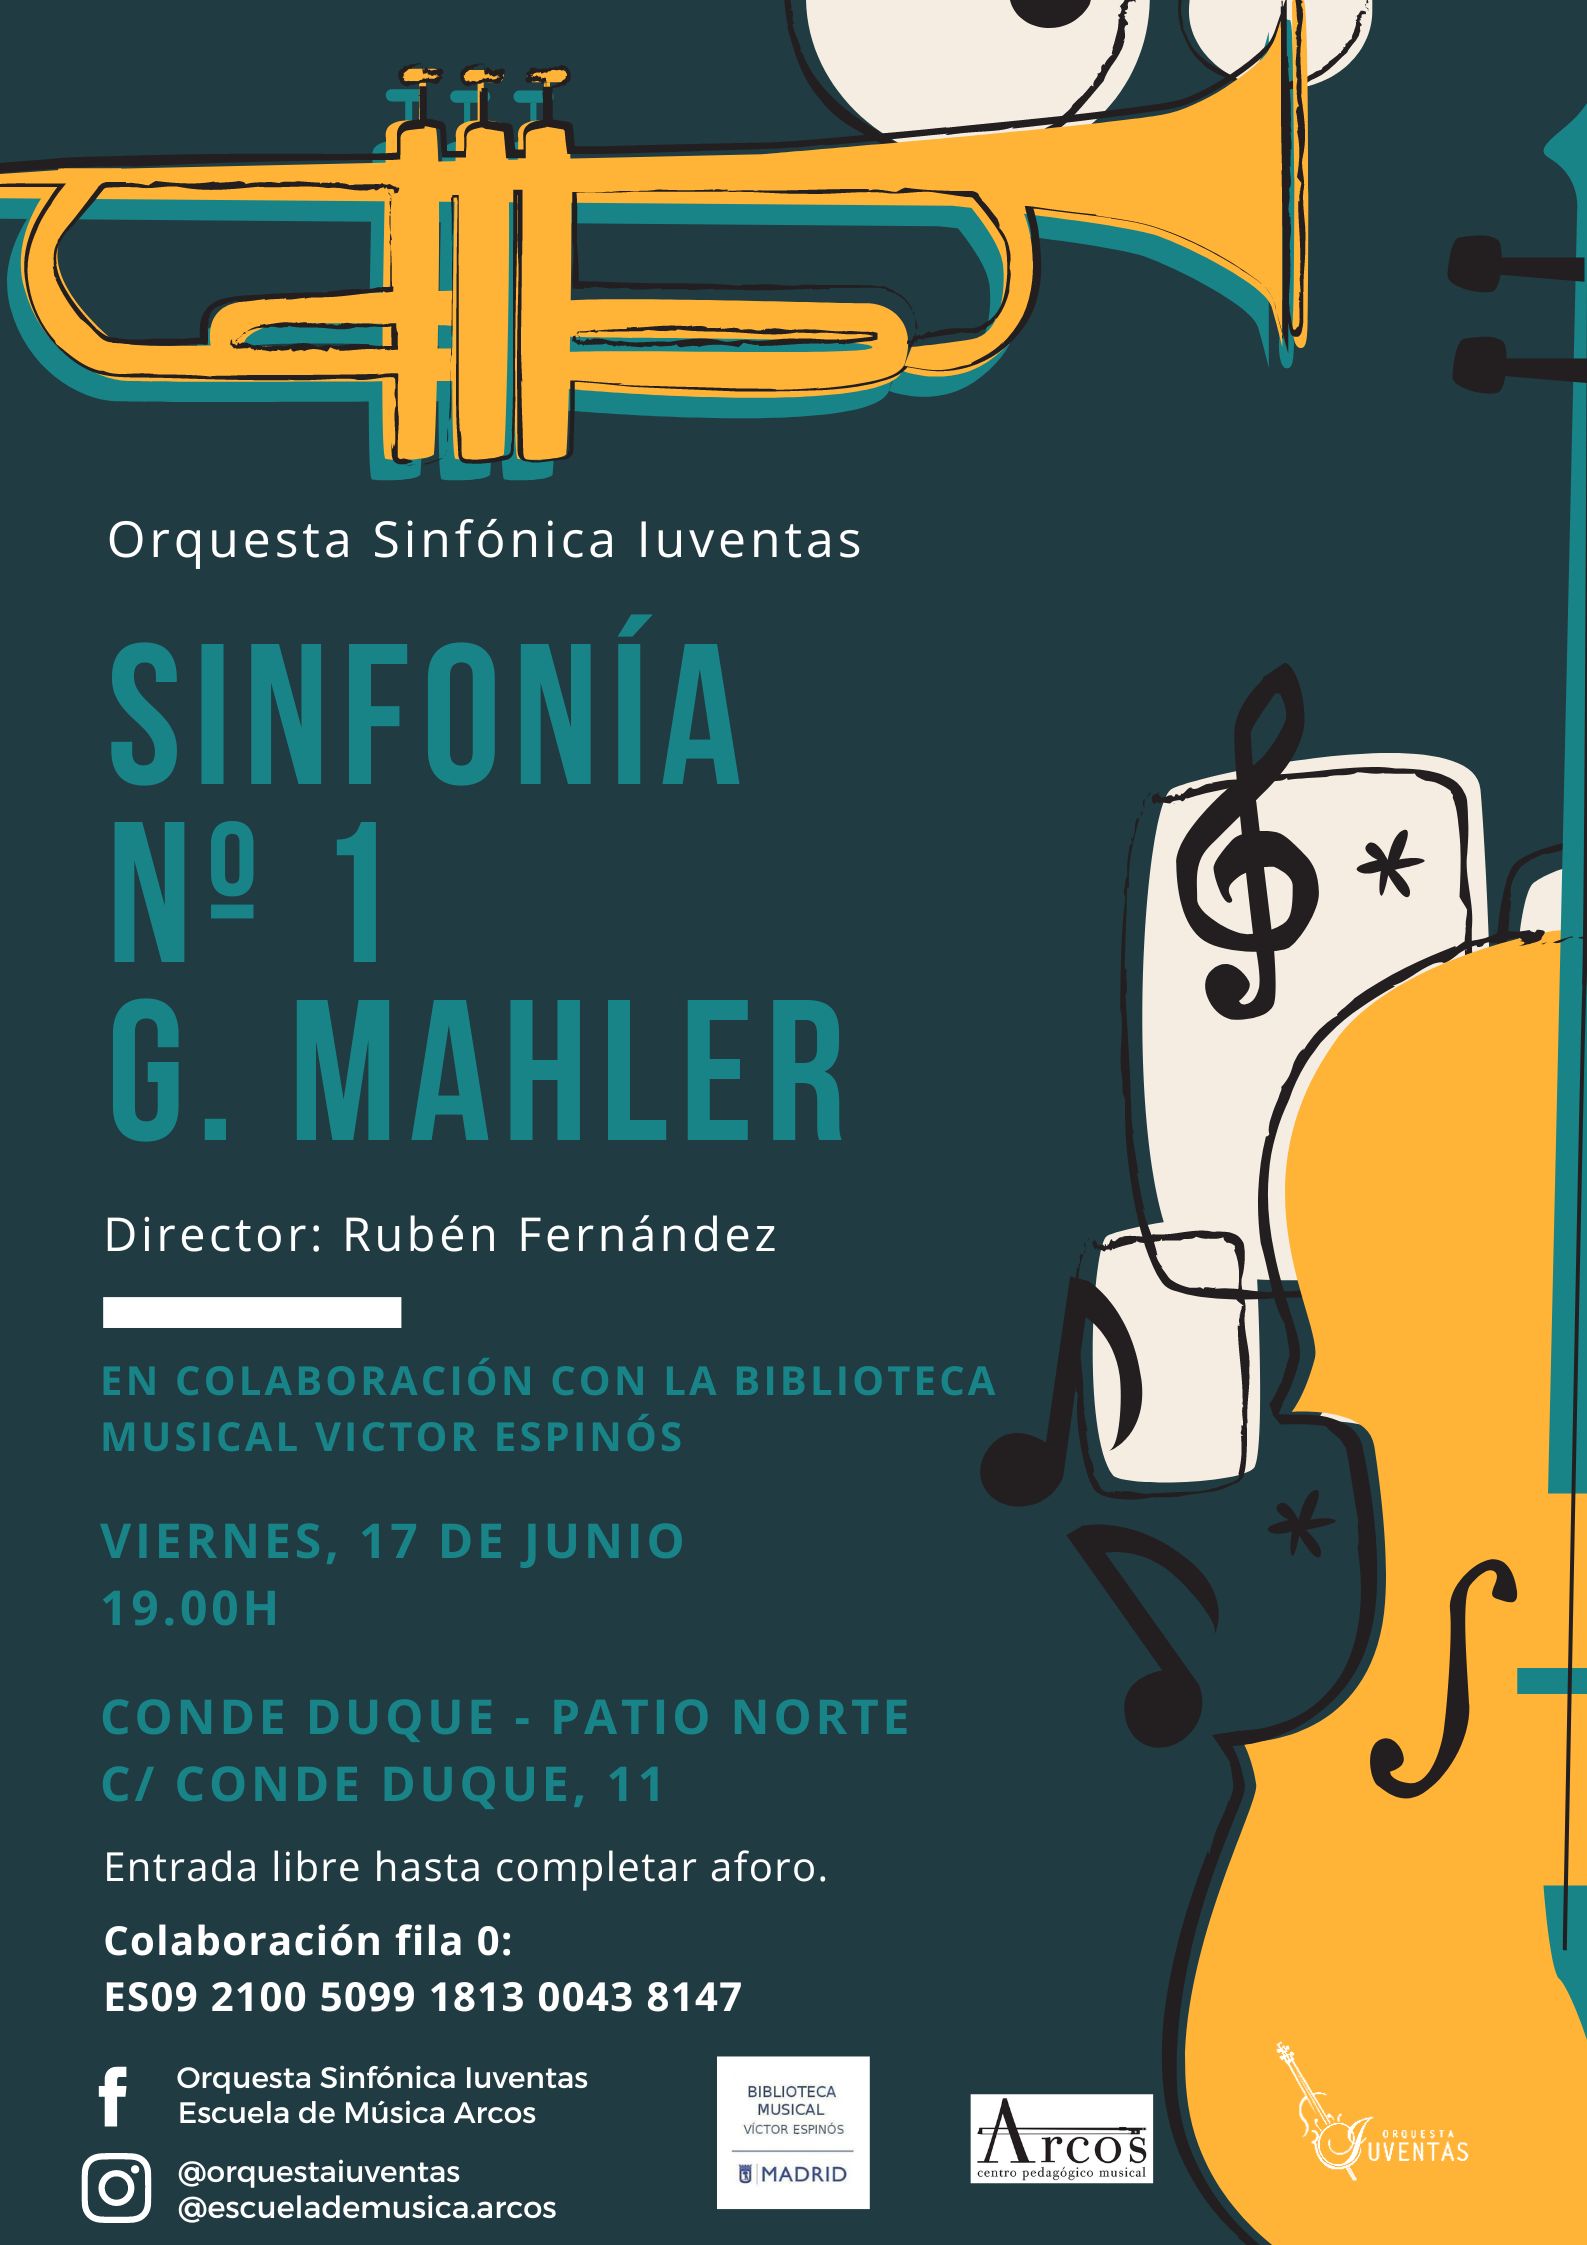 Orquesta Sinfónica Iuventas
SINFONÍA
Nº 1
G. MAHLER
Director: Rubén Fernández
EN COLABORACIÓN CON LA BIBLIOTECA
MUSICAL VICTOR ESPINÓS
VIERNES, 17 DE JUNIO
19.00H
CONDE DUQUE - PATIO NORTE
C/ CONDE DUQUE, 11
Entrada libre hasta completar aforo.
Colaboración fila 0:
ES09 2100 5099 1813 0043 8147
Orquesta Sinfónica Iuventas
Escuela de Música Arcos
@orquestaiuventas
@escuelademusica.arcos
BIBLIOTECA
MUSICAL
VÍCTOR ESPINÓS
MADRID
Arcos
centro pedagógico musical
ORQUESTA
IUVENTAS